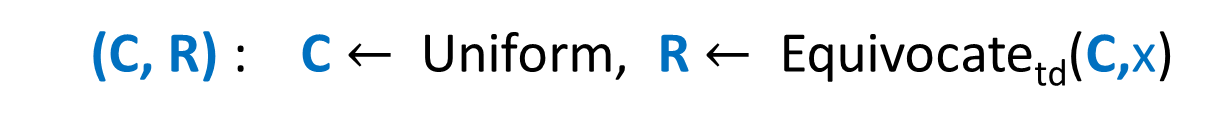 (C, R) : C ← Uniform, R ← Equivocate_td(C,x)